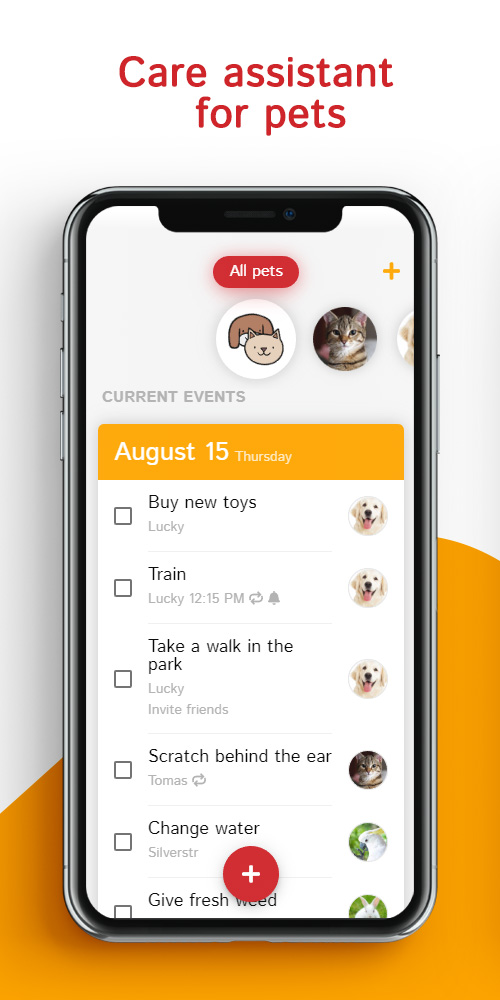 Care assistant
for pets
All pets
CURRENT EVENTS
August 15 Thursday
Buy new toys
Lucky
Train
Lucky 12:15 PM
Take a walk in the
park
Lucky
Invite friends
Scratch behind the ear
Tomas
Change water
Silverstr
Give fresh weed